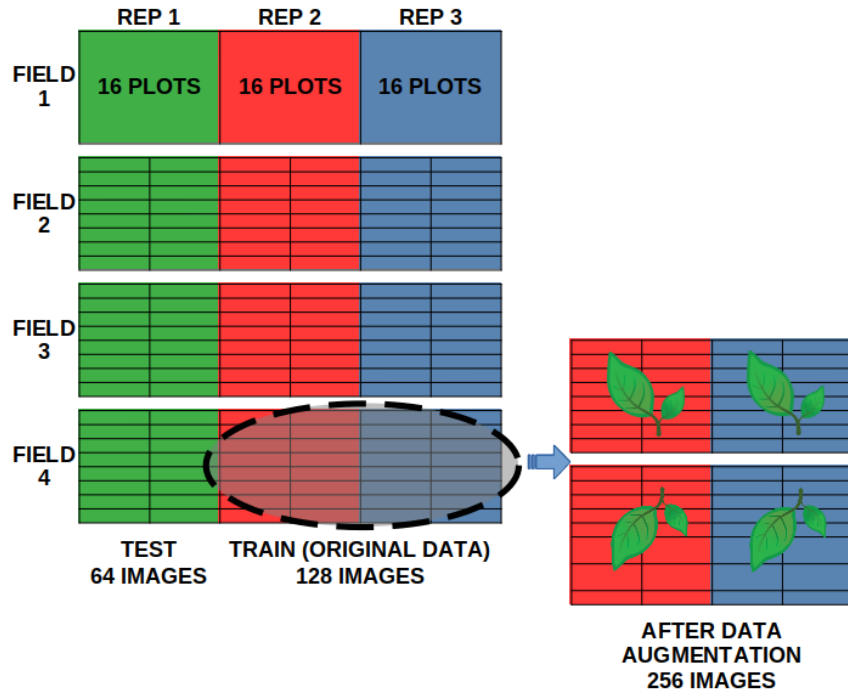 REP 1 REP 2 REP 3
FIELD
1
16 PLOTS 16 PLOTS 16 PLOTS
FIELD
2
FIELD
3
FIELD
4
TEST
64 IMAGES
TRAIN (ORIGINAL DATA)
128 IMAGES
AFTER DATA
AUGMENTATION
256 IMAGES